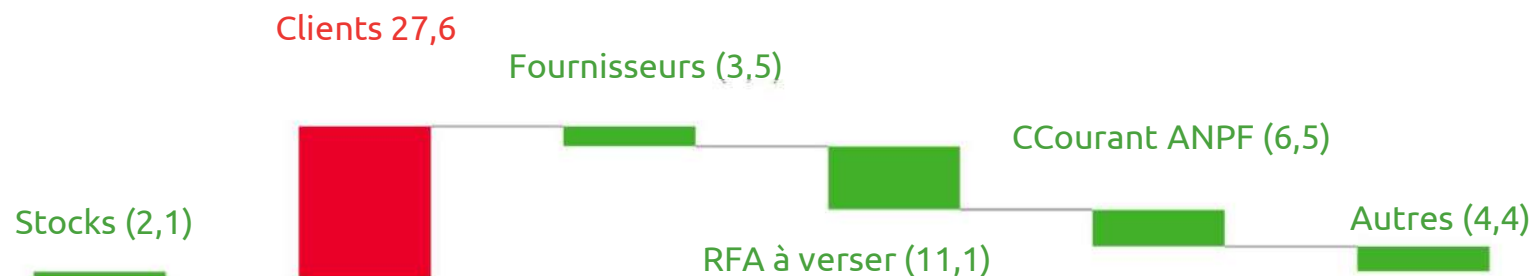 Clients 27,6
Fournisseurs (3,5)
CCourant ANPF (6,5)
Stocks (2,1)
Autres (4,4)
RFA à verser (11,1)